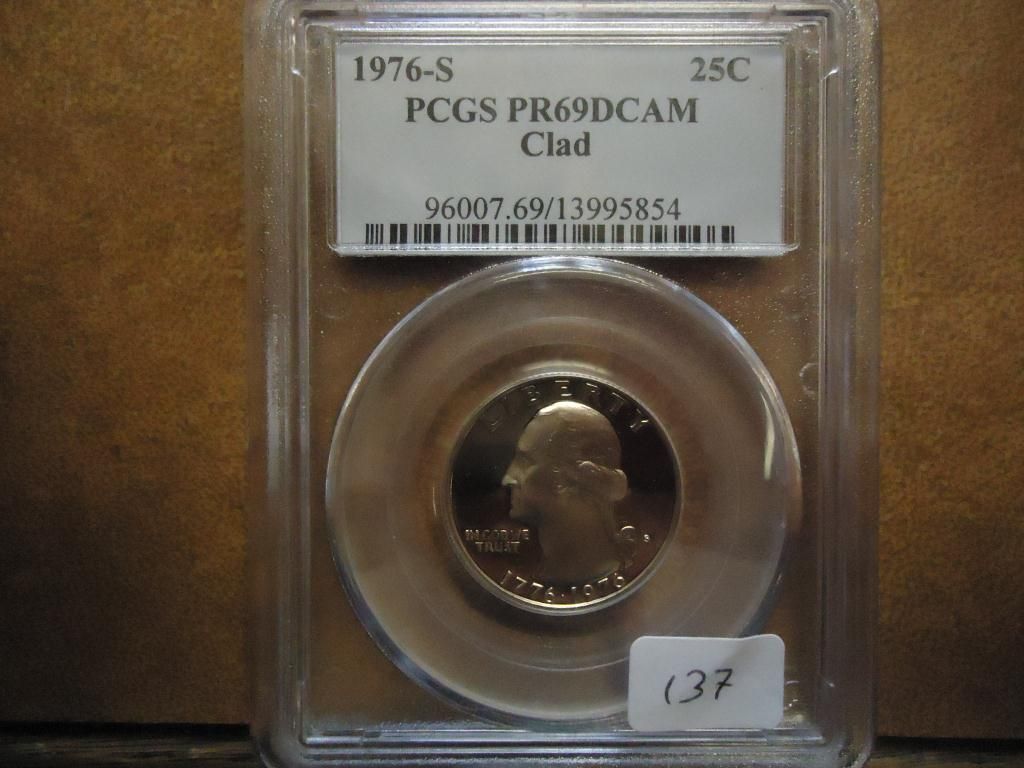 1976-S 25C
PCGS PR69DCAM
Clad
96007.69/13995854
LIBERTY
IN GOD WE
TRUST
S
1776·1976
137